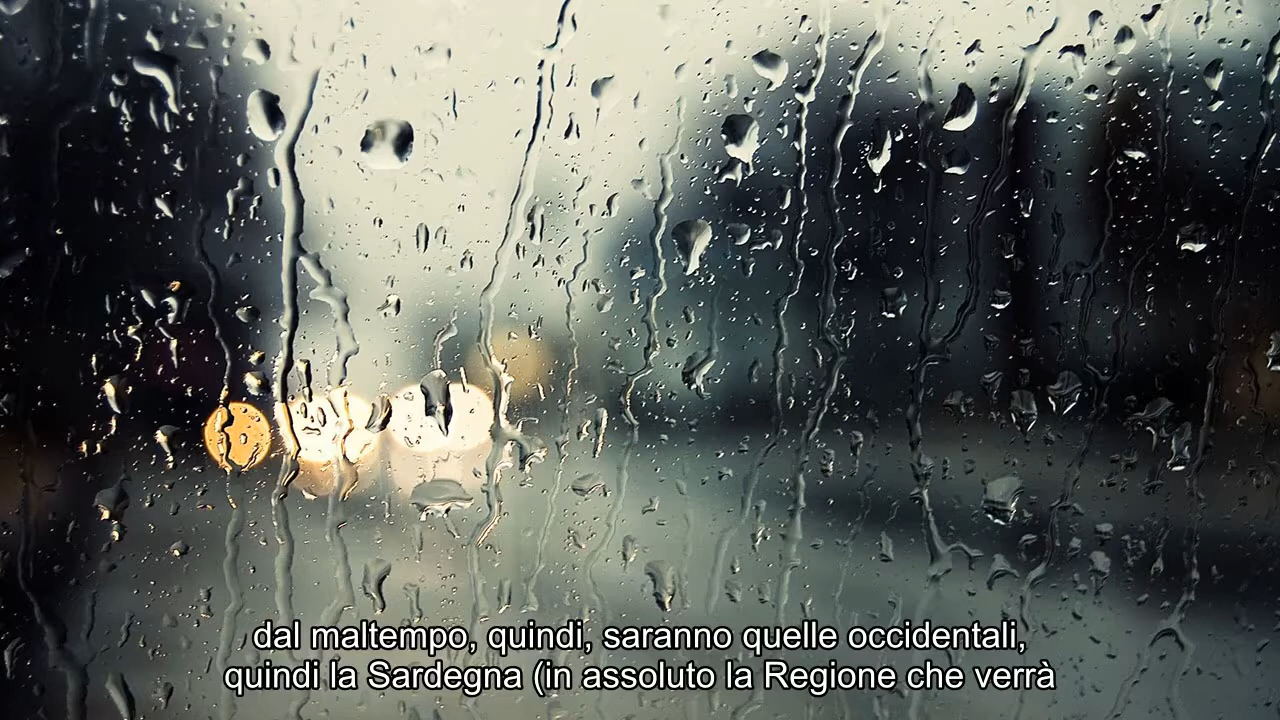 dal maltempo, quindi, saranno quelle occidentali,
quindi la Sardegna (in assoluto la Regione che verrà